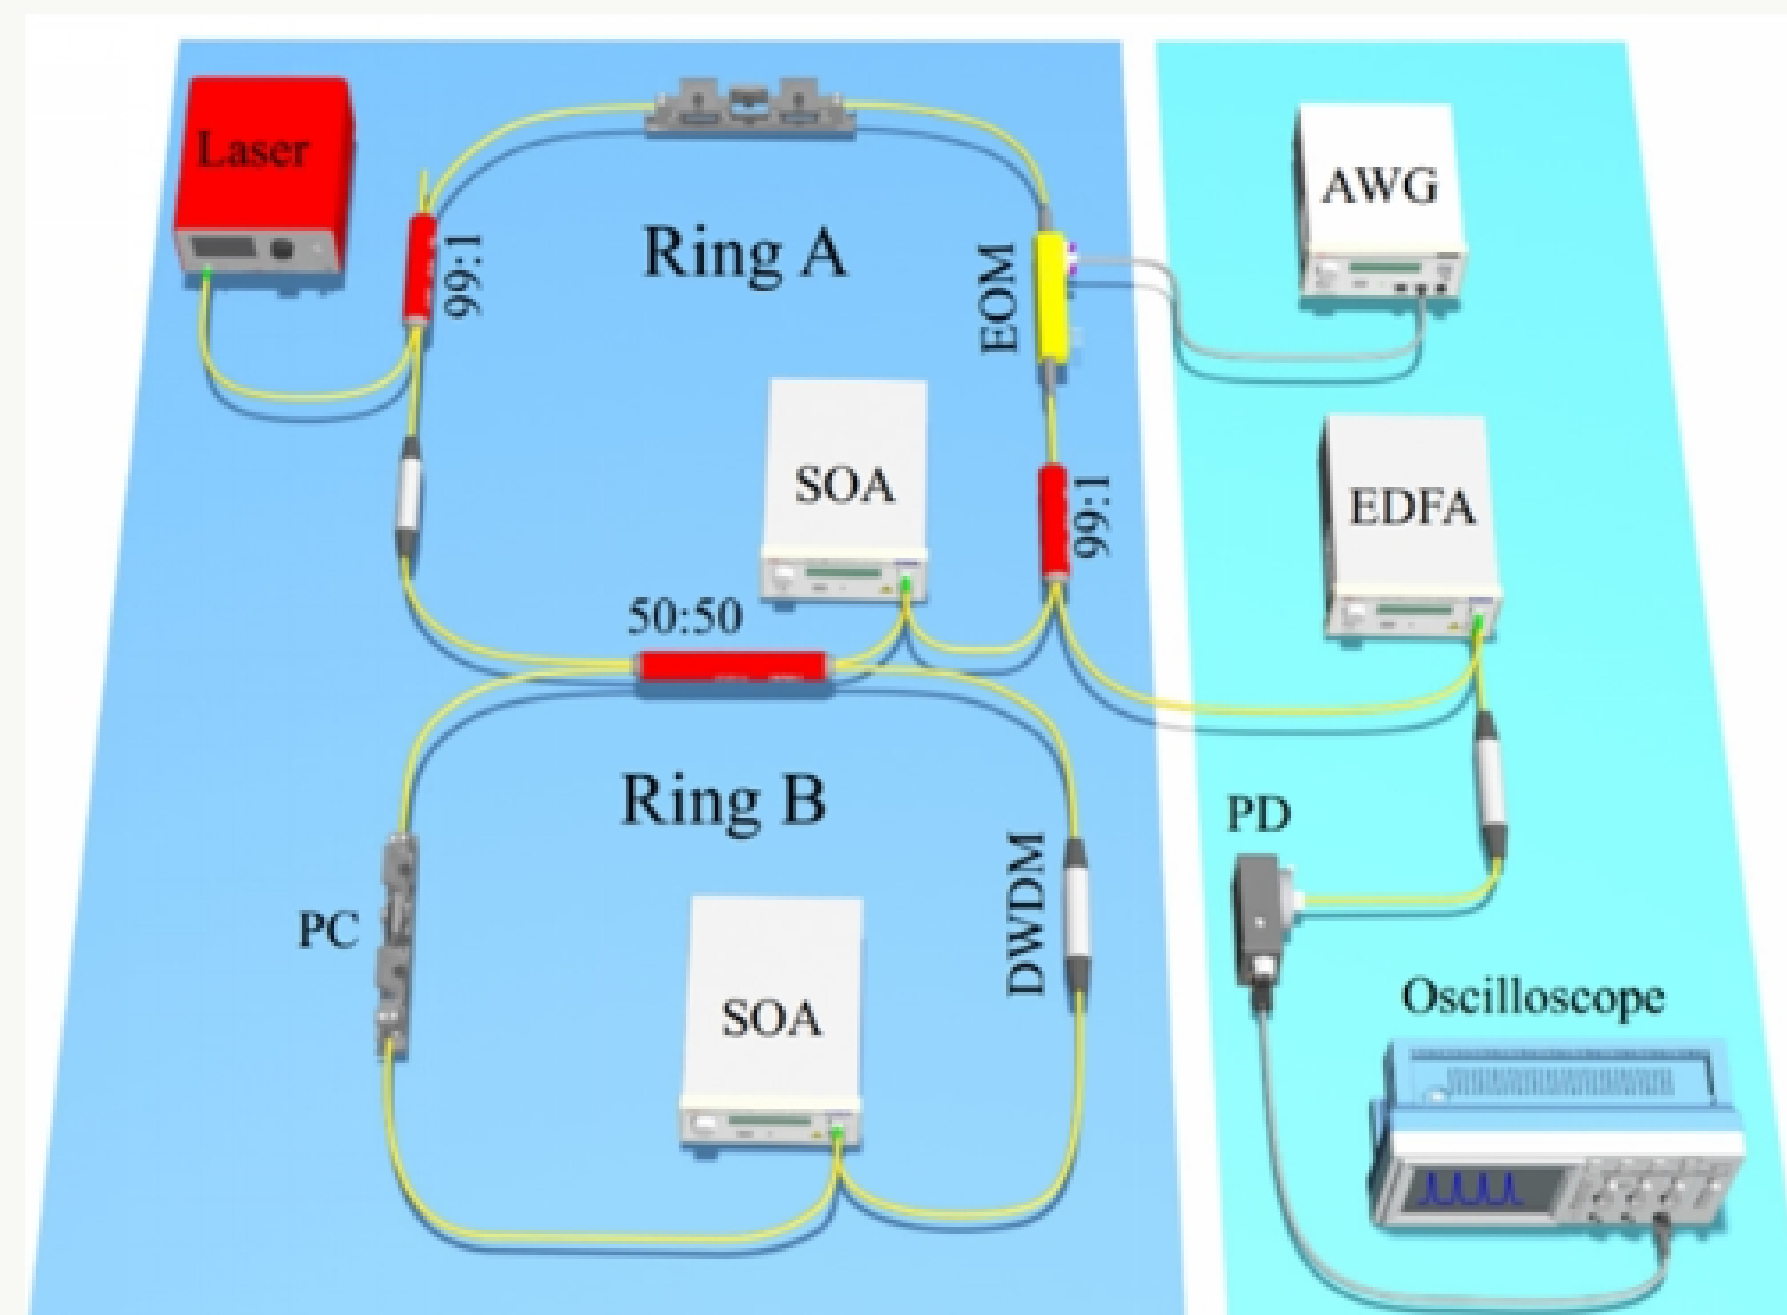 Laser
99:1
Ring A
EOM
AWG
SOA
99:1
EDFA
50:50
Ring B
PC
SOA
DWDM
PD
Oscilloscope